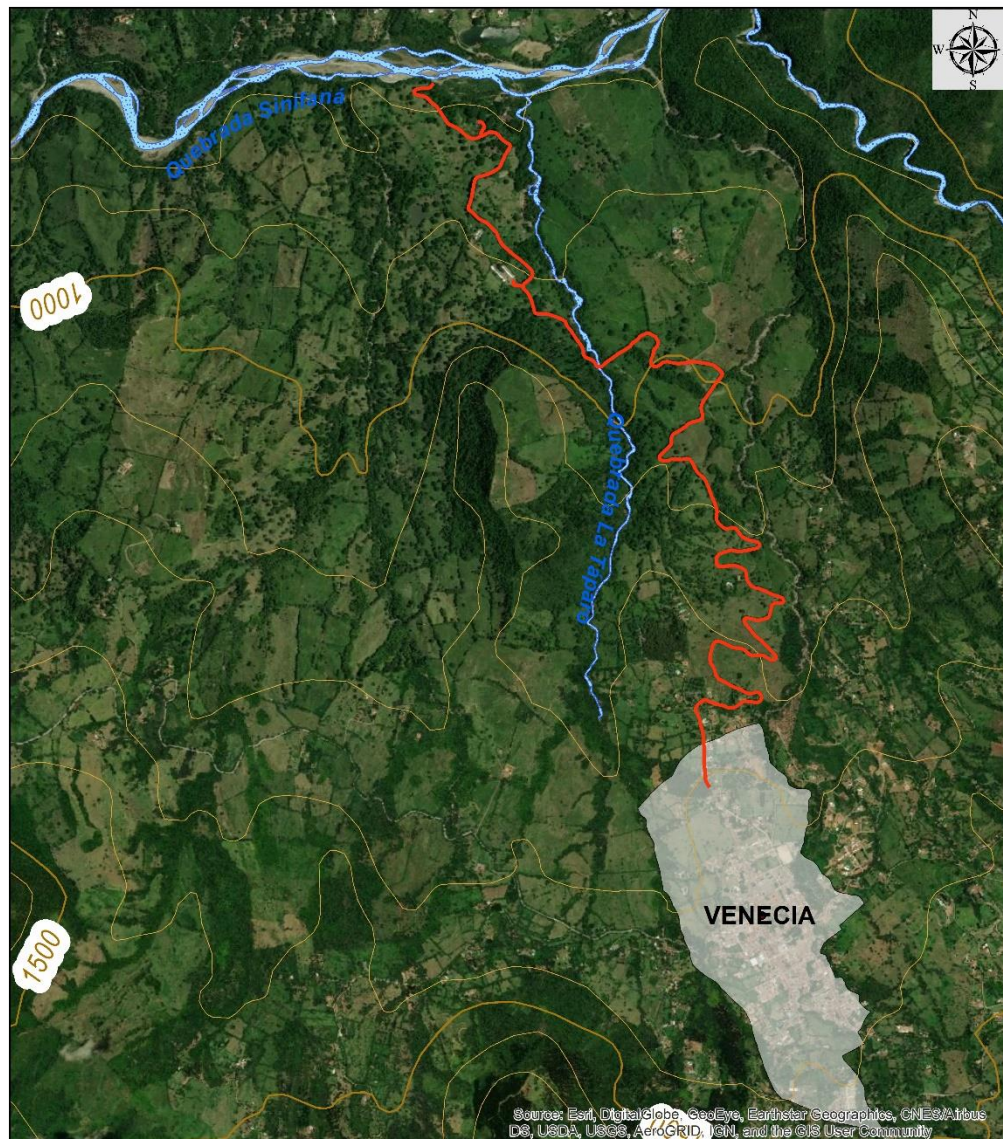 N
W E
S
Quebrada Sinifaná
1000
Quebrada La Tápuro
VENECIA
1500
Source: Esri, DigitalGlobe, GeoEye, Earthstar Geographics, CNES/Airbus
DS, USDA, USGS, AeroGRID, IGN, and the GIS User Community